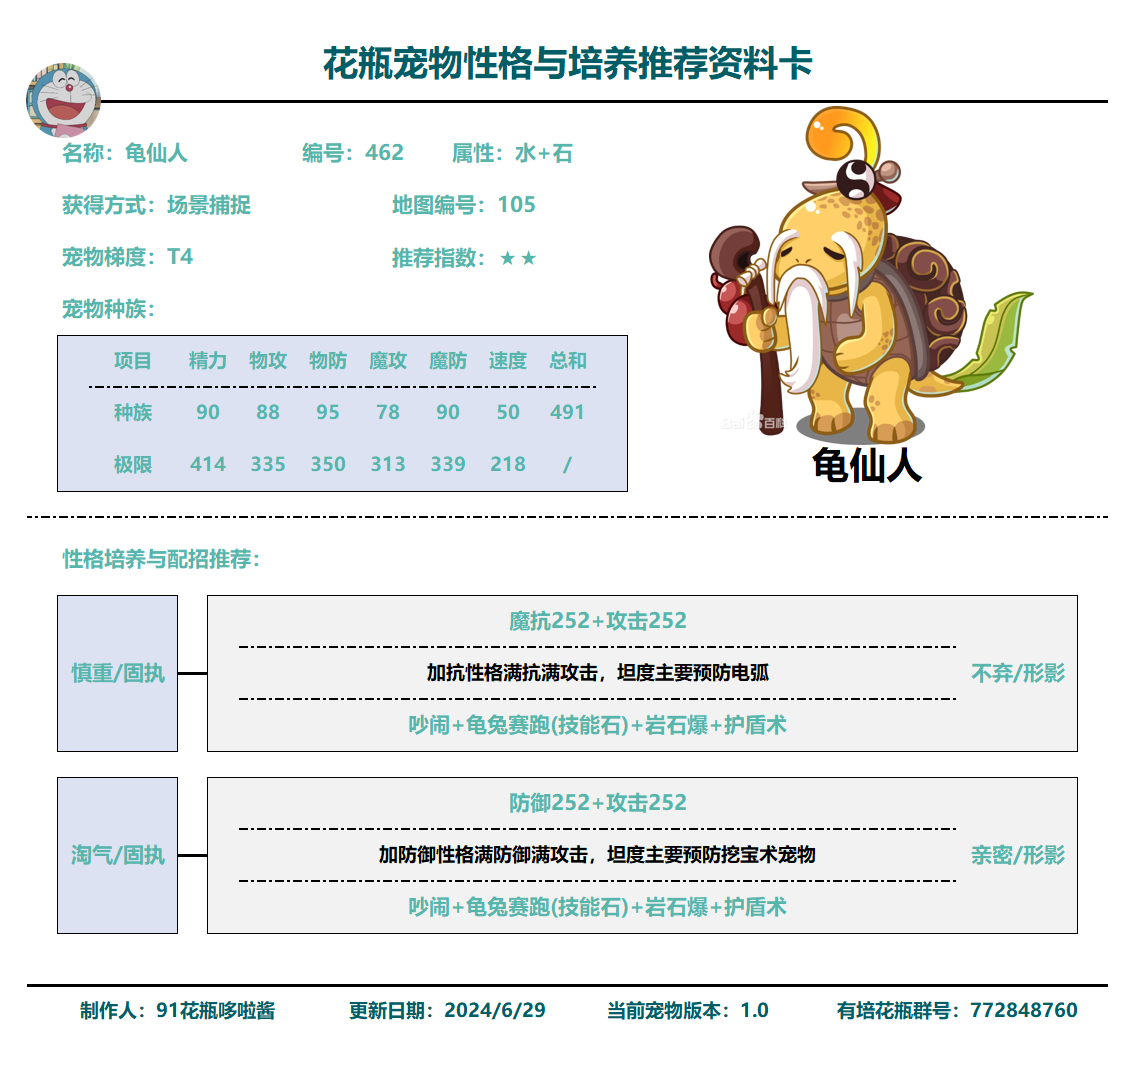 花瓶宠物性格与培养推荐资料卡
名称：龟仙人 编号：462 属性：水+石
获得方式：场景捕捉 地图编号：105
宠物梯度：T4 推荐指数：★★
宠物种族：
项目 精力 物攻 物防 魔攻 魔防 速度 总和
种族 90 88 95 78 90 50 491
极限 414 335 350 313 339 218 /
Bai百科
龟仙人
性格培养与配招推荐：
慎重/固执
魔抗252+攻击252
加抗性格满抗满攻击，坦度主要预防电弧
吵闹+龟兔赛跑(技能石)+岩石爆+护盾术
不弃/形影
淘气/固执
防御252+攻击252
加防御性格满防御满攻击，坦度主要预防挖宝术宠物
吵闹+龟兔赛跑(技能石)+岩石爆+护盾术
亲密/形影
制作人：91花瓶哆啦酱 更新日期：2024/6/29 当前宠物版本：1.0 有培花瓶群号：772848760